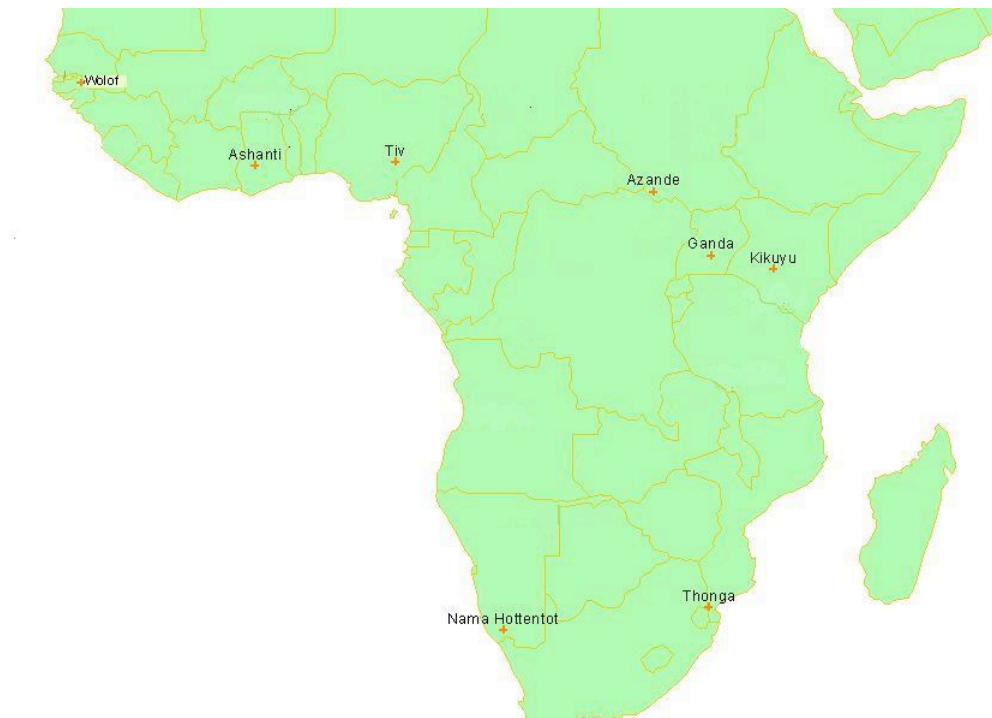 Wolof
Ashanti
Tiv
Azande
Ganda
Kikuyu
Thonga
Nama Hottentot